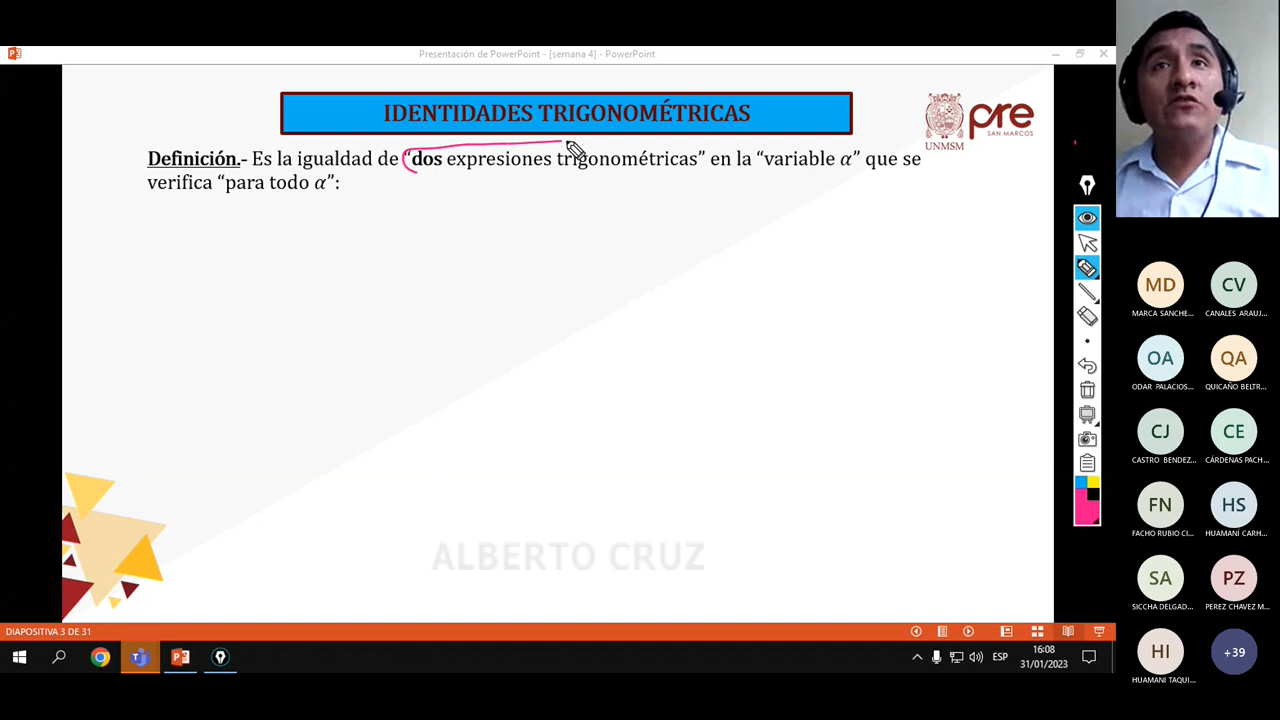 Presentación de PowerPoint - [semana 4] - PowerPoint
IDENTIDADES TRIGONOMÉTRICAS
pre
SAN MARCOS
UNMSM
Definición.- Es la igualdad de “dos expresiones trigonométricas” en la “variable α” que se
verifica “para todo α”:
ALBERTO CRUZ
DIAPOSITIVA 3 DE 31
ESP
16:08
31/01/2023
MD
MARCA SANCHE...
CV
CANALES ARAUJ...
OA
ODAR PALACIOS...
QA
QUICAÑO BELTR...
CJ
CASTRO BENDEZ...
CE
CÁRDENAS PACH...
FN
FACHO RUBIO CI...
HS
HUAMANÍ CARH...
SA
SICCHA DELGAD...
PZ
PEREZ CHAVEZ M...
HI
HUAMANI TAQUI...
+39